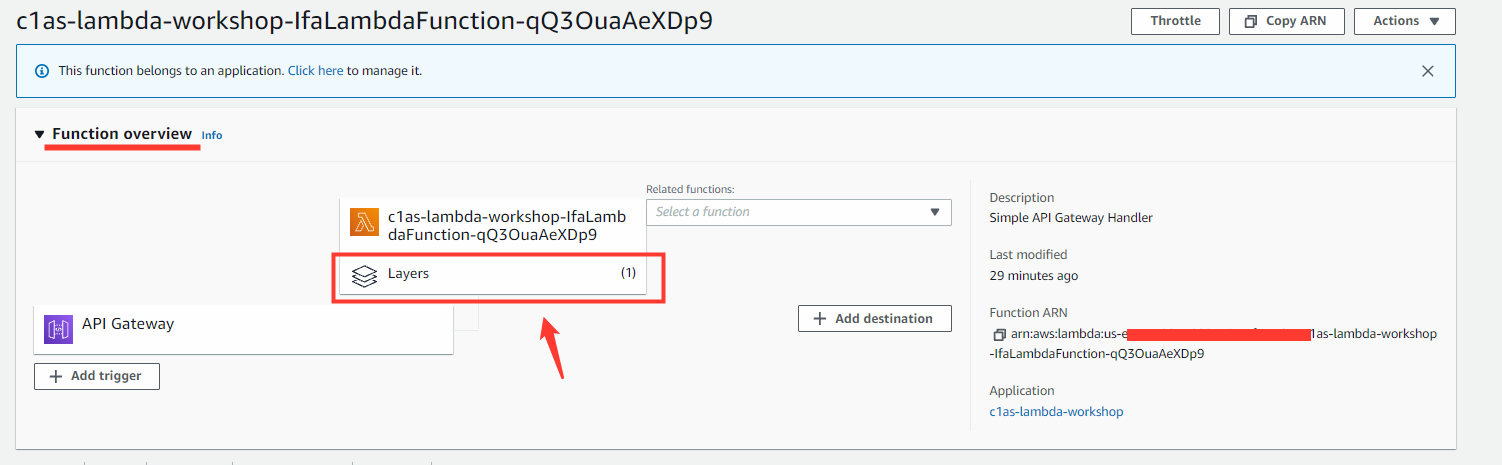 c1as-lambda-workshop-IfaLambdaFunction-qQ3OuaAeXDp9
Throttle
Copy ARN
Actions
This function belongs to an application. Click here to manage it.
Function overview Info
Related functions:
Select a function
c1as-lambda-workshop-IfaLamb
daFunction-qQ3OuaAeXDp9
Layers (1)
API Gateway
Add trigger
Add destination
Description
Simple API Gateway Handler
Last modified
29 minutes ago
Function ARN
arn:aws:lambda:us-e 1as-lambda-workshop
-IfaLambdaFunction-qQ3OuaAeXDp9
Application
c1as-lambda-workshop